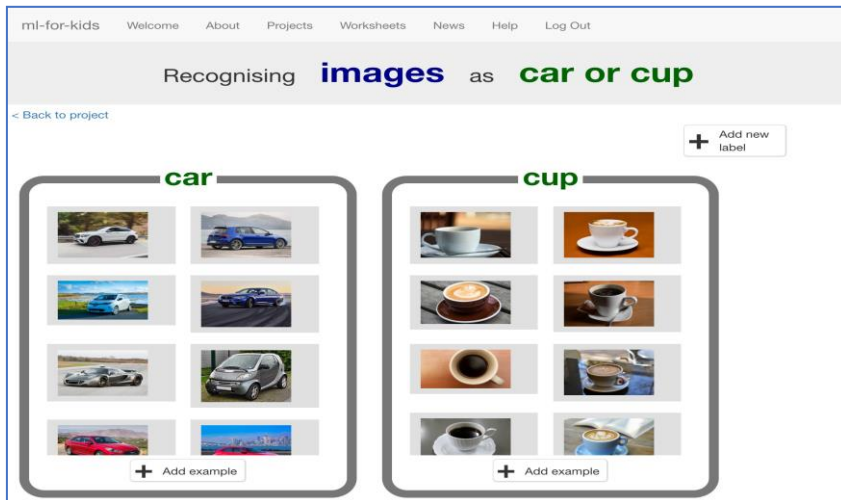 ml-for-kids Welcome About Projects Worksheets News Help Log Out
Recognising images as car or cup
< Back to project
+ Add new
label
car cup
+ Add example + Add example